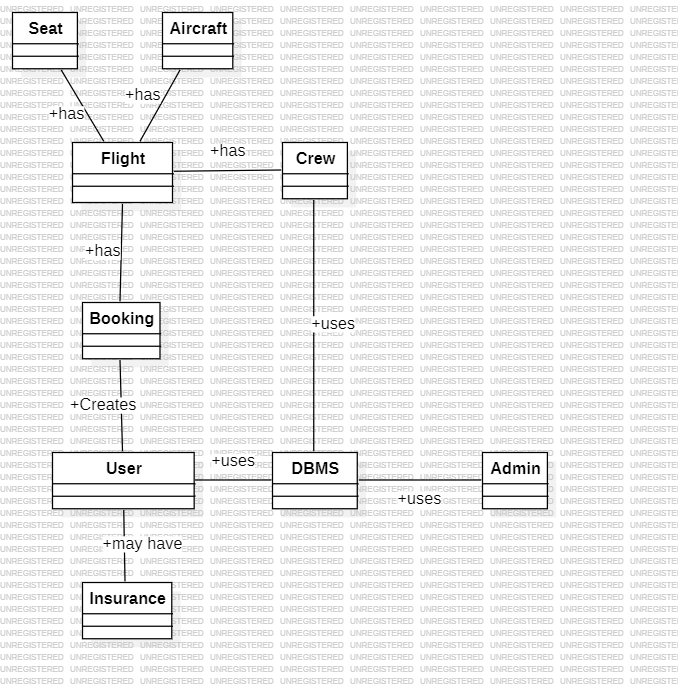 Seat
Aircraft
+has
+has
Flight
+has
Crew
+has
Booking
+uses
+Creates
User
+uses
DBMS
+uses
Admin
+may have
Insurance
UNREGISTERED